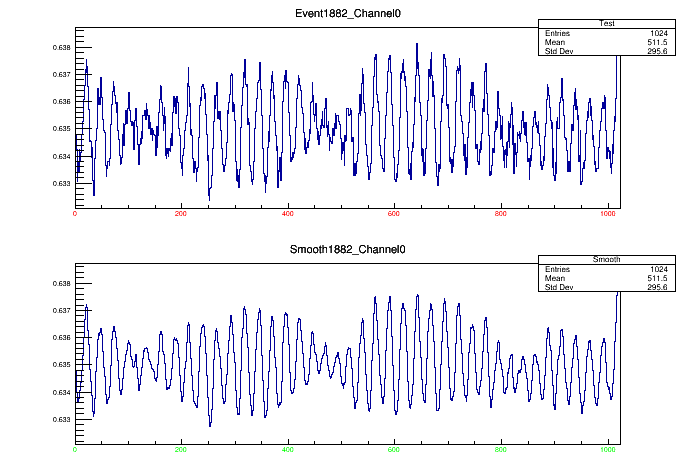 Event1882_Channel0
Test
Entries 1024
Mean 511.5
Std Dev 295.6
0.638
0.637
0.636
0.635
0.634
0.633
0 200 400 600 800 1000
Smooth1882_Channel0
Smooth
Entries 1024
Mean 511.5
Std Dev 295.6
0.638
0.637
0.636
0.635
0.634
0.633
0 200 400 600 800 1000